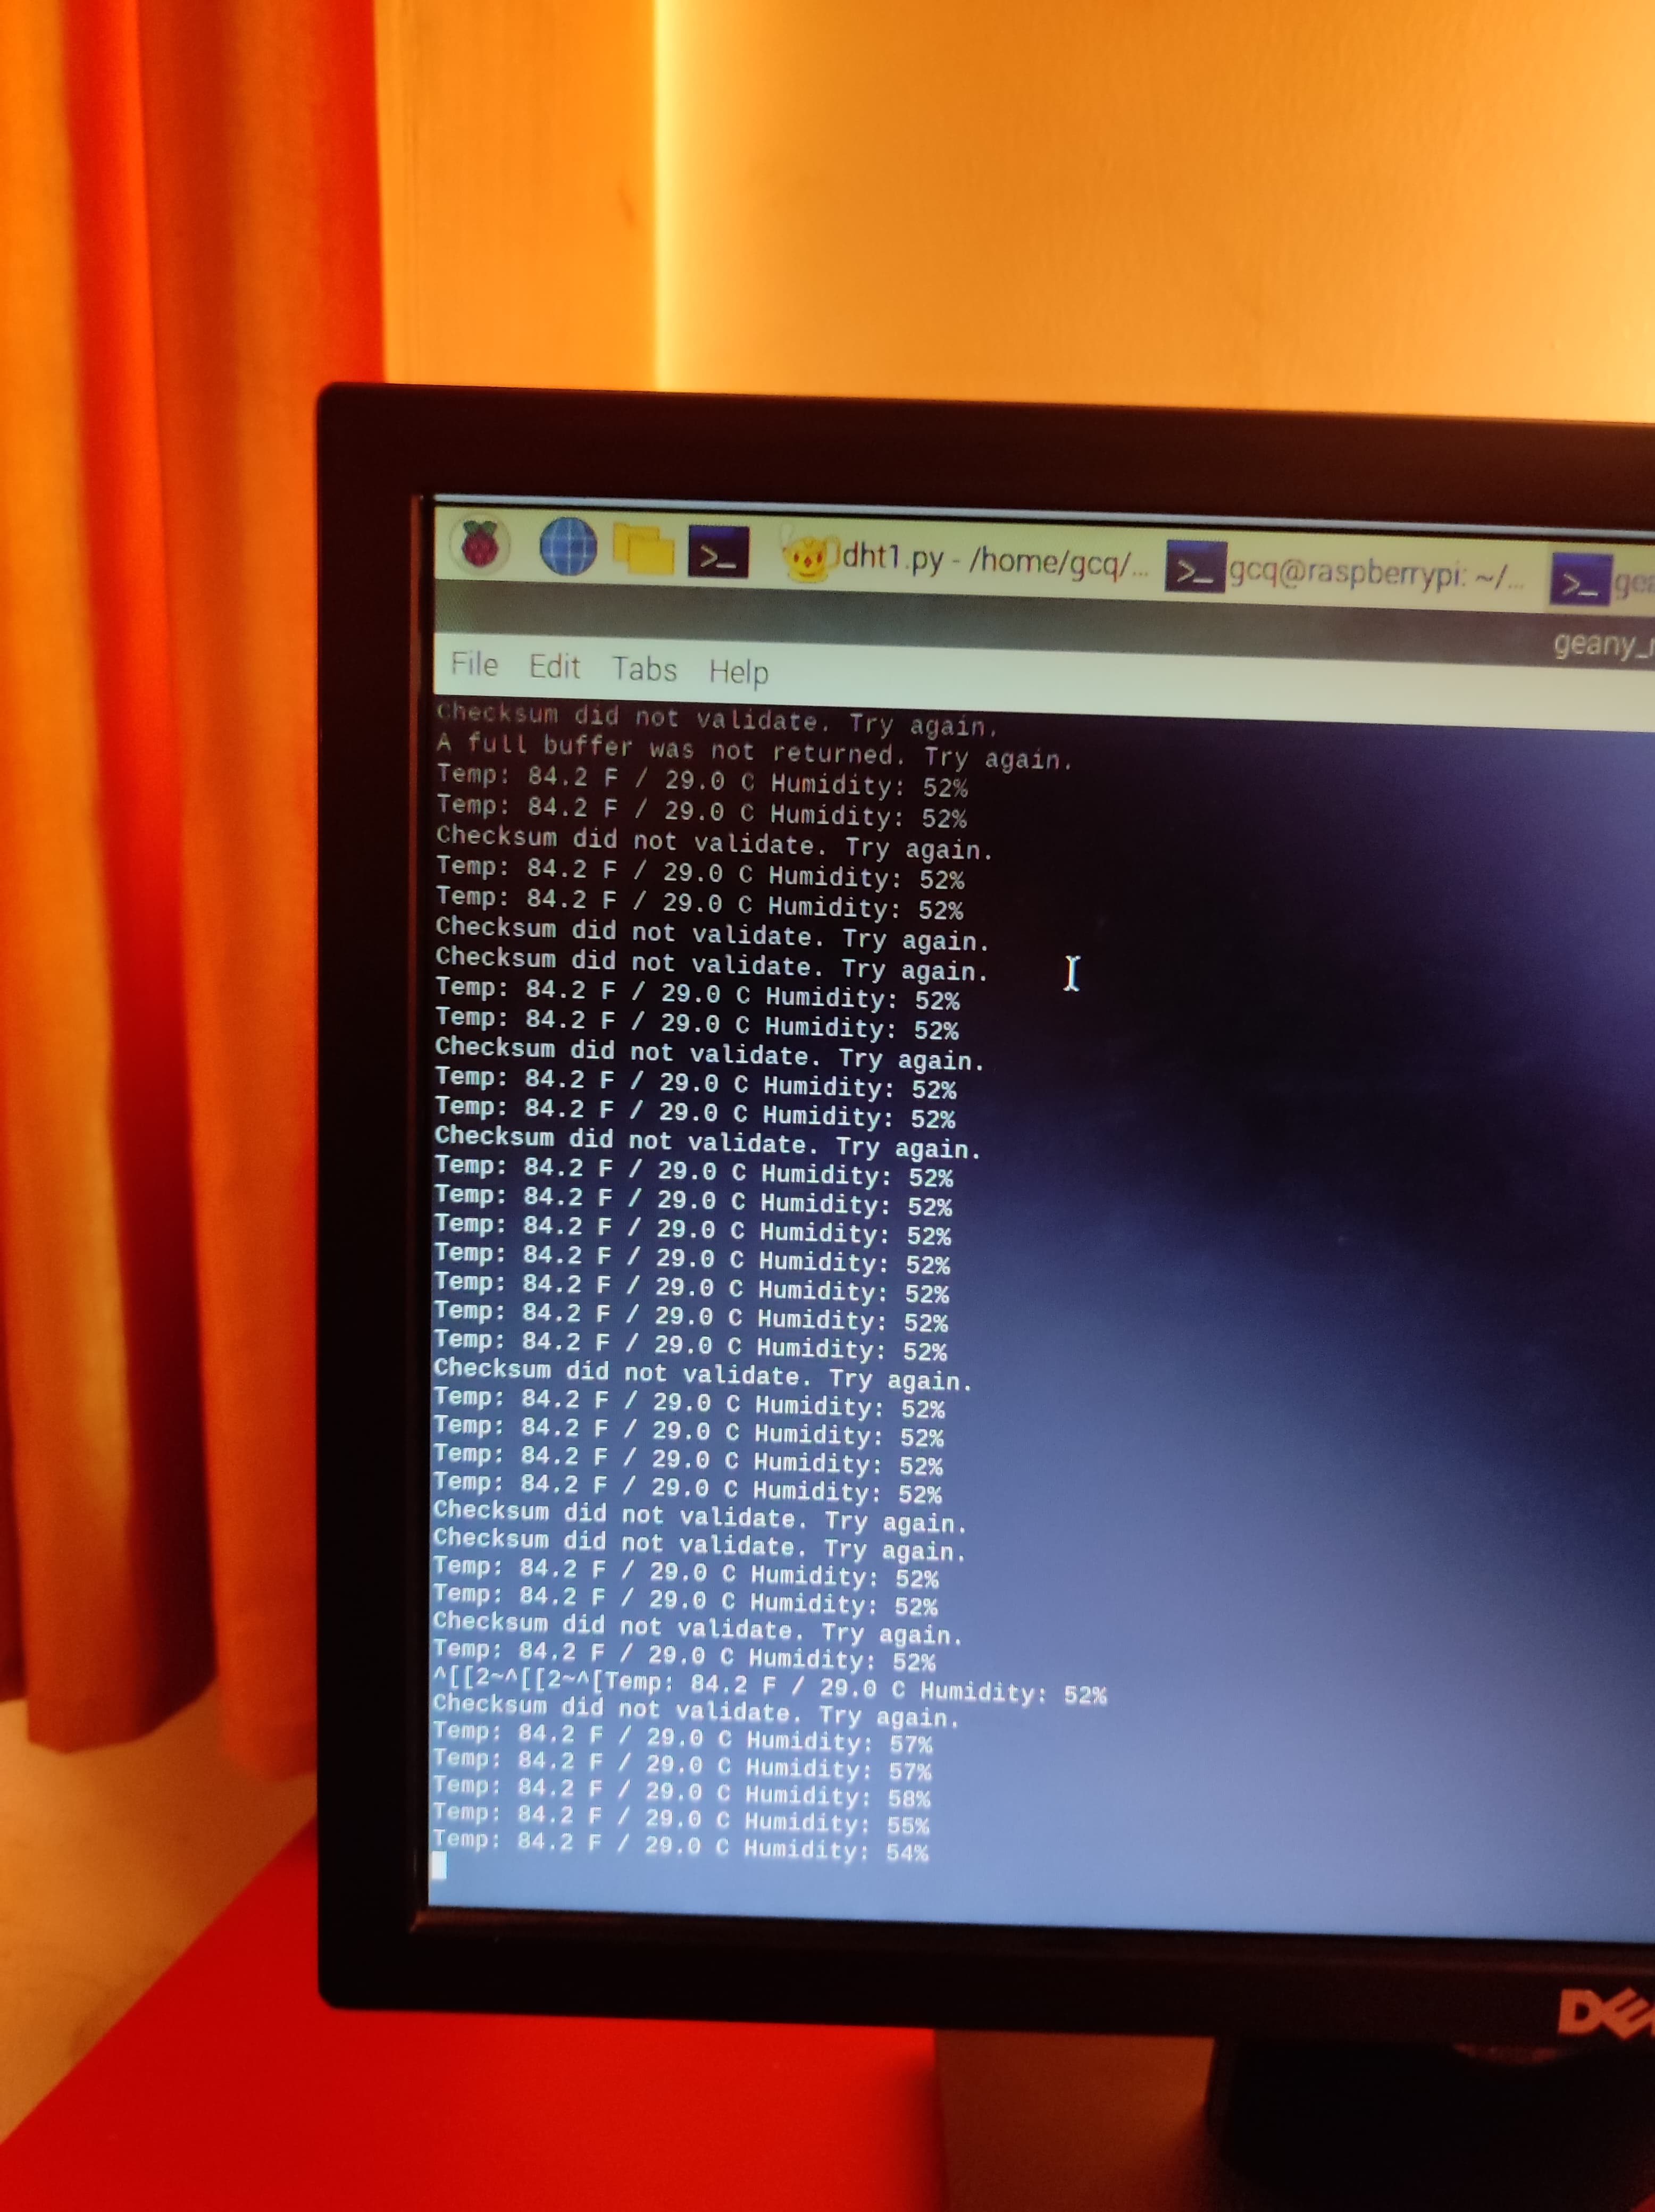 dht1.py - /home/gcq/...
gcq@raspberrypi: ~/...
geany_
File Edit Tabs Help
Checksum did not validate. Try again.
A full buffer was not returned. Try again.
Temp: 84.2 F / 29.0 C Humidity: 52%
Temp: 84.2 F / 29.0 C Humidity: 52%
Checksum did not validate. Try again.
Temp: 84.2 F / 29.0 C Humidity: 52%
Temp: 84.2 F / 29.0 C Humidity: 52%
Checksum did not validate. Try again.
Checksum did not validate. Try again.
Temp: 84.2 F / 29.0 C Humidity: 52%
Temp: 84.2 F / 29.0 C Humidity: 52%
Checksum did not validate. Try again.
Temp: 84.2 F / 29.0 C Humidity: 52%
Temp: 84.2 F / 29.0 C Humidity: 52%
Checksum did not validate. Try again.
Temp: 84.2 F / 29.0 C Humidity: 52%
Temp: 84.2 F / 29.0 C Humidity: 52%
Temp: 84.2 F / 29.0 C Humidity: 52%
Temp: 84.2 F / 29.0 C Humidity: 52%
Temp: 84.2 F / 29.0 C Humidity: 52%
Temp: 84.2 F / 29.0 C Humidity: 52%
Temp: 84.2 F / 29.0 C Humidity: 52%
Checksum did not validate. Try again.
Temp: 84.2 F / 29.0 C Humidity: 52%
Temp: 84.2 F / 29.0 C Humidity: 52%
Temp: 84.2 F / 29.0 C Humidity: 52%
Temp: 84.2 F / 29.0 C Humidity: 52%
Checksum did not validate. Try again.
Checksum did not validate. Try again.
Temp: 84.2 F / 29.0 C Humidity: 52%
Temp: 84.2 F / 29.0 C Humidity: 52%
Checksum did not validate. Try again.
Temp: 84.2 F / 29.0 C Humidity: 52%
^[[2~^[[2~^[Temp: 84.2 F / 29.0 C Humidity: 52%
Checksum did not validate. Try again.
Temp: 84.2 F / 29.0 C Humidity: 57%
Temp: 84.2 F / 29.0 C Humidity: 57%
Temp: 84.2 F / 29.0 C Humidity: 58%
Temp: 84.2 F / 29.0 C Humidity: 55%
Temp: 84.2 F / 29.0 C Humidity: 54%